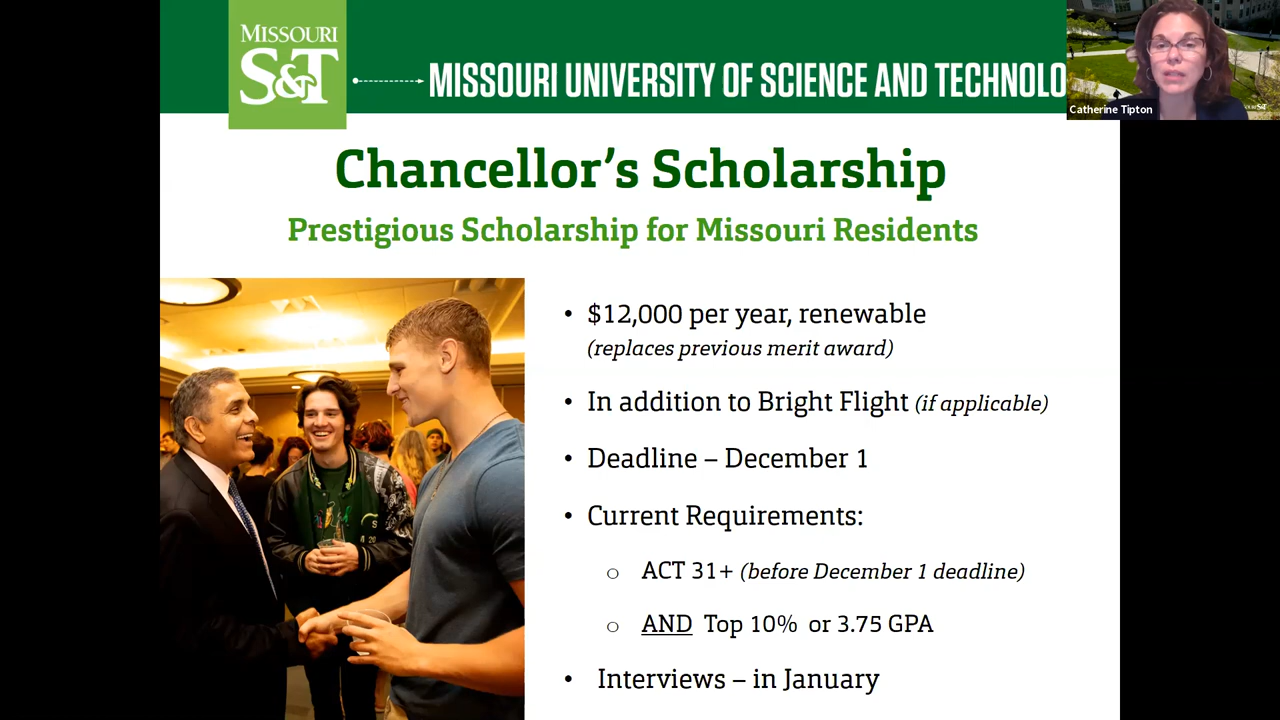 MISSOURI
S&T
MISSOURI UNIVERSITY OF SCIENCE AND TECHNOLO
Catherine Tipton
Chancellor's Scholarship
Prestigious Scholarship for Missouri Residents
• $12,000 per year, renewable
(replaces previous merit award)
• In addition to Bright Flight (if applicable)
• Deadline – December 1
• Current Requirements:
o ACT 31+ (before December 1 deadline)
o AND Top 10% or 3.75 GPA
• Interviews – in January